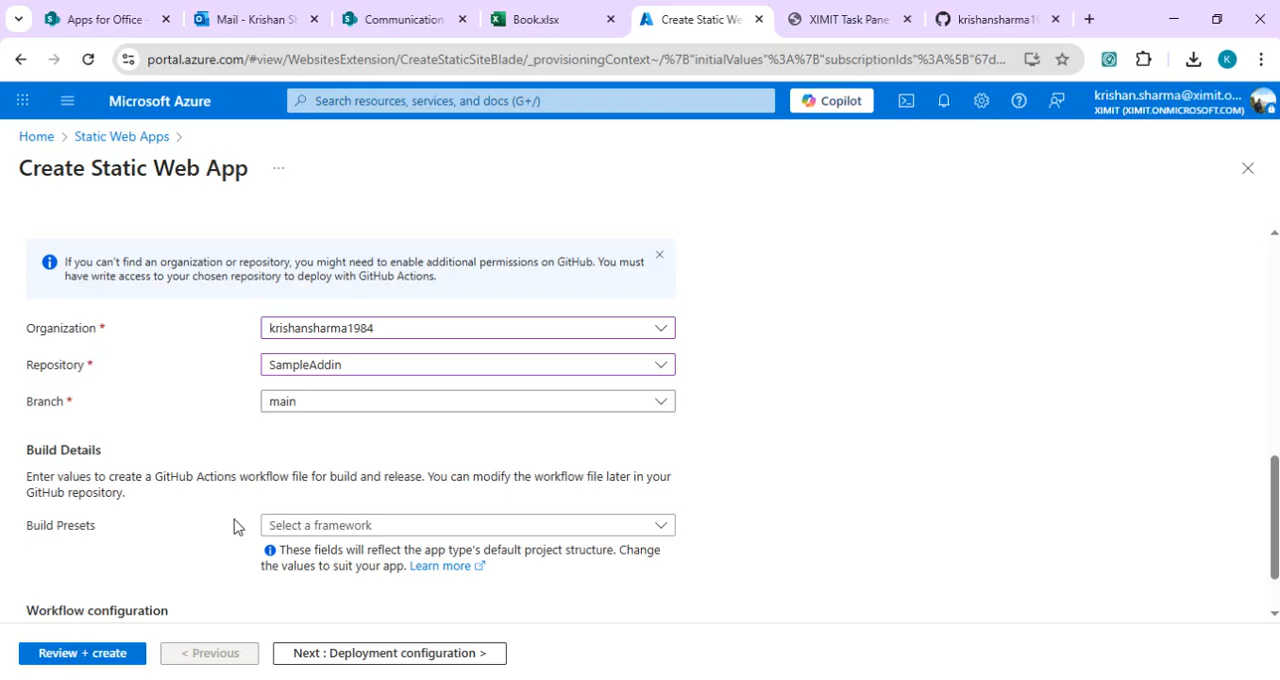 Apps for Office
Mail - Krishan S
Communication
Book.xlsx
Create Static We
XIMIT Task Pane
krishansharma19
portal.azure.com/#view/WebsitesExtension/CreateStaticSiteBlade/_provisioningContext~/%7B"initialValues"%3A%7B"subscriptionIds"%3A%5B"67d...
K
Microsoft Azure
Search resources, services, and docs (G+/)
Copilot
krishan.sharma@ximit.o...
XIMIT (XIMIT.ONMICROSOFT.COM)
Home > Static Web Apps >
Create Static Web App ...
If you can't find an organization or repository, you might need to enable additional permissions on GitHub. You must
have write access to your chosen repository to deploy with GitHub Actions.
Organization * krishansharma1984
Repository * SampleAddin
Branch * main
Build Details
Enter values to create a GitHub Actions workflow file for build and release. You can modify the workflow file later in your
GitHub repository.
Build Presets Select a framework
These fields will reflect the app type's default project structure. Change
the values to suit your app. Learn more
Workflow configuration
Review + create < Previous Next : Deployment configuration >